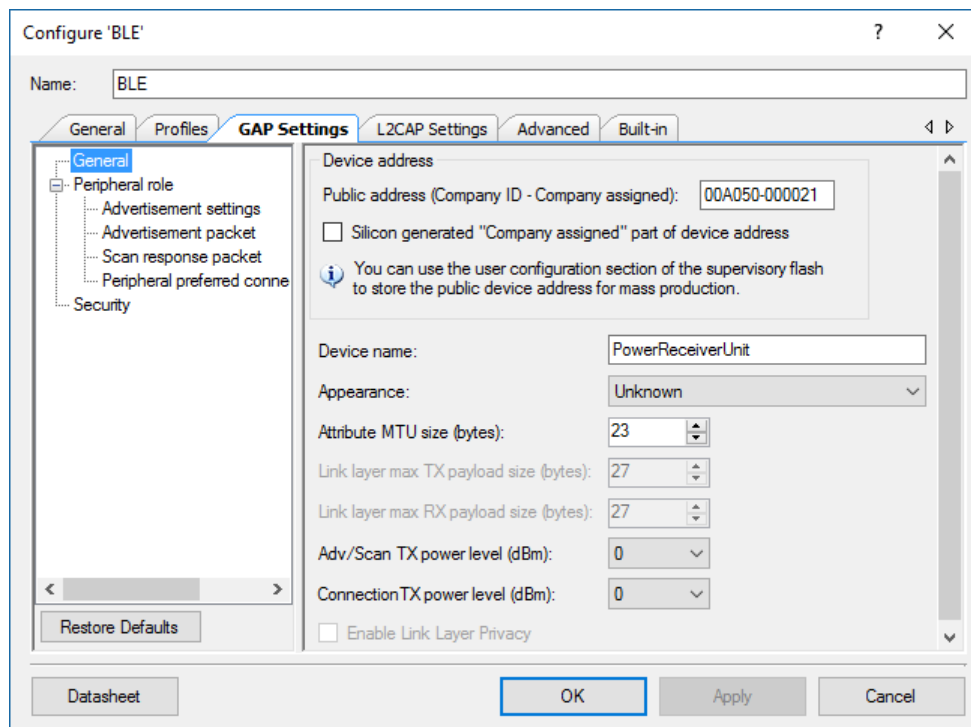 Configure 'BLE'
?
Name:
BLE
General
Profiles
GAP Settings
L2CAP Settings
Advanced
Built-in
General
Peripheral role
Advertisement settings
Advertisement packet
Scan response packet
Peripheral preferred conne
Security
Restore Defaults
Device address
Public address (Company ID - Company assigned):
00A050-000021
Silicon generated "Company assigned" part of device address
You can use the user configuration section of the supervisory flash
to store the public device address for mass production.
Device name:
PowerReceiverUnit
Appearance:
Unknown
Attribute MTU size (bytes):
23
Link layer max TX payload size (bytes):
27
Link layer max RX payload size (bytes):
27
Adv/Scan TX power level (dBm):
0
ConnectionTX power level (dBm):
0
Enable Link Layer Privacy
Datasheet
OK
Apply
Cancel